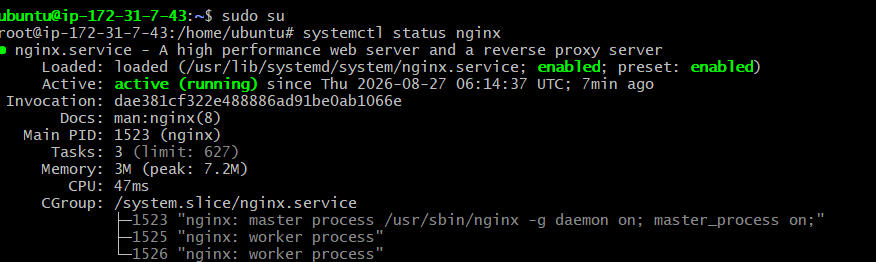 ubuntu@ip-172-31-7-43:~$ sudo su
root@ip-172-31-7-43:/home/ubuntu# systemctl status nginx
● nginx.service - A high performance web server and a reverse proxy server
     Loaded: loaded (/usr/lib/systemd/system/nginx.service; enabled; preset: enabled)
     Active: active (running) since Thu 2026-08-27 06:14:37 UTC; 7min ago
 Invocation: dae381cf322e488886ad91be0ab1066e
       Docs: man:nginx(8)
   Main PID: 1523 (nginx)
      Tasks: 3 (limit: 627)
     Memory: 3M (peak: 7.2M)
        CPU: 47ms
     CGroup: /system.slice/nginx.service
             ├─1523 "nginx: master process /usr/sbin/nginx -g daemon on; master_process on;"
             ├─1525 "nginx: worker process"
             └─1526 "nginx: worker process"